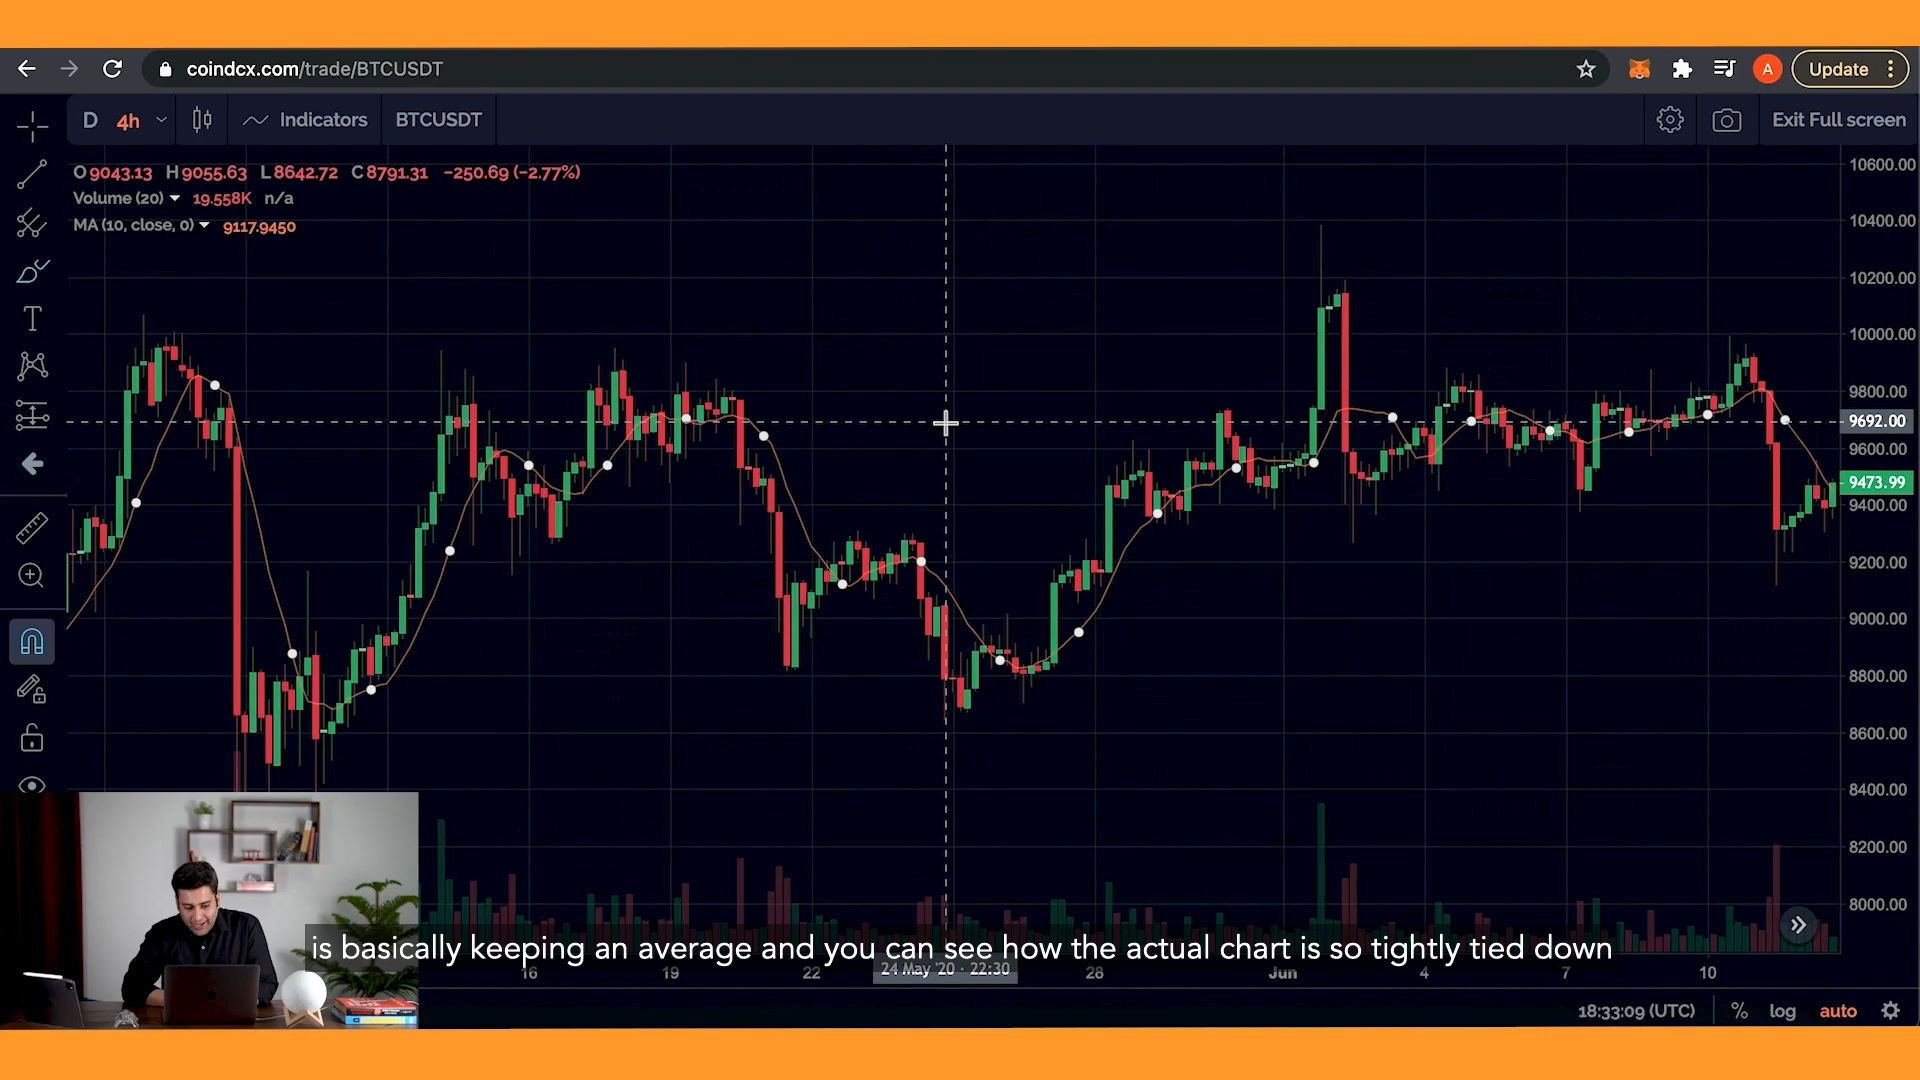 coindcx.com/trade/BTCUSDT
A
Update
D 4h Indicators BTCUSDT
Exit Full screen
O9043.13 H9055.63 L8642.72 C8791.31 −250.69 (−2.77%)
Volume (20) 19.558K n/a
MA (10, close, 0) 9117.9450
10600.00
10400.00
10200.00
10000.00
9800.00
9692.00
9600.00
9473.99
9400.00
9200.00
9000.00
8800.00
8600.00
8400.00
8200.00
8000.00
is basically keeping an average and you can see how the actual chart is so tightly tied down
16 19 22 24 May '20 - 22:30 28 Jun 4 7 10
18:33:09 (UTC) % log auto